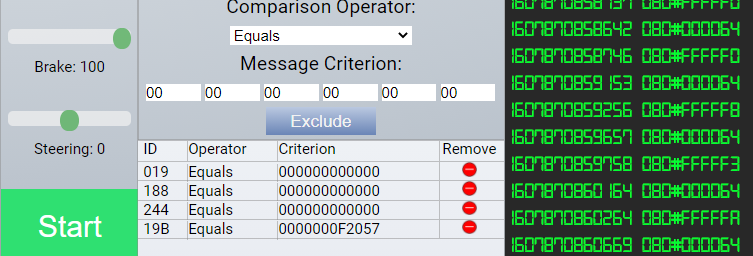 Brake: 100
Steering: 0
Start
Comparison Operator:
Equals
Message Criterion:
00 00 00 00 00 00
Exclude
ID Operator Criterion Remove
019 Equals 000000000000
188 Equals 000000000000
244 Equals 000000000000
19B Equals 0000000F2057
1607870858137 080#FFFFF0
1607870858642 080#000064
1607870858746 080#FFFFF0
1607870859153 080#000064
1607870859256 080#FFFFF8
1607870859657 080#000064
1607870859758 080#FFFFF3
1607870860164 080#000064
1607870860264 080#FFFFFA
1607870860669 080#000064